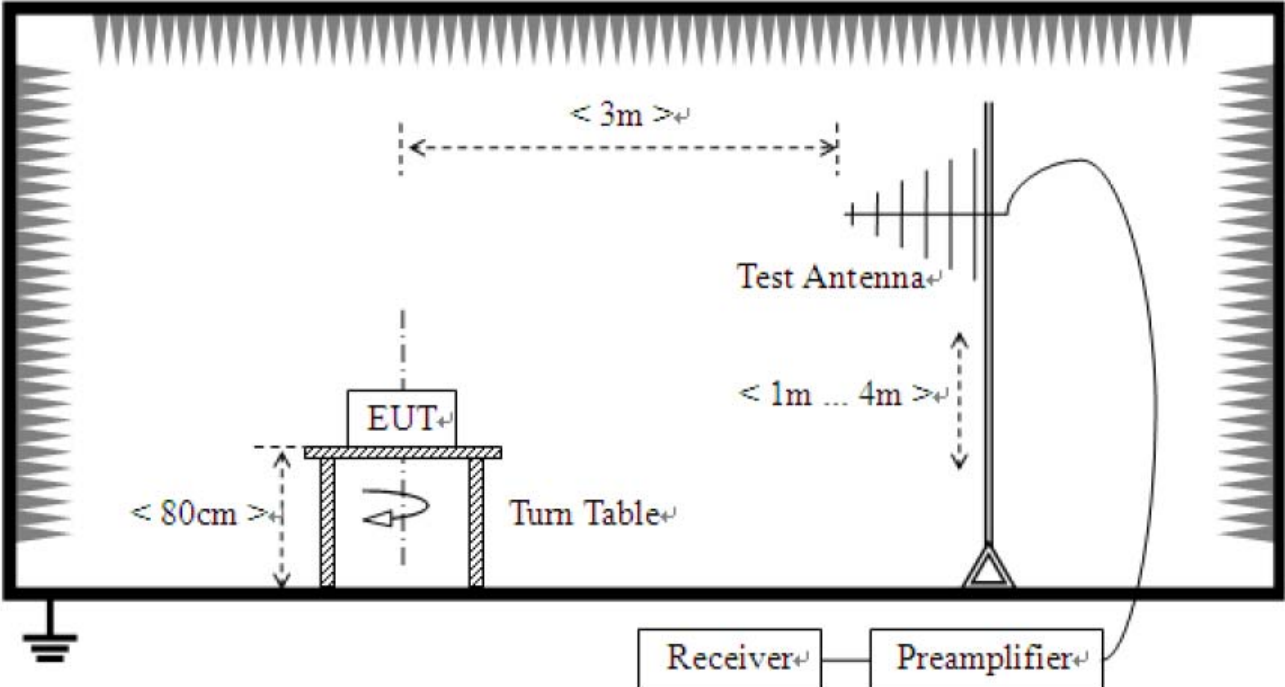 < 3m >↵
Test Antenna↵
< 1m ... 4m >↵
EUT↵
< 80cm >↵
Turn Table↵
Receiver↵
Preamplifier↵